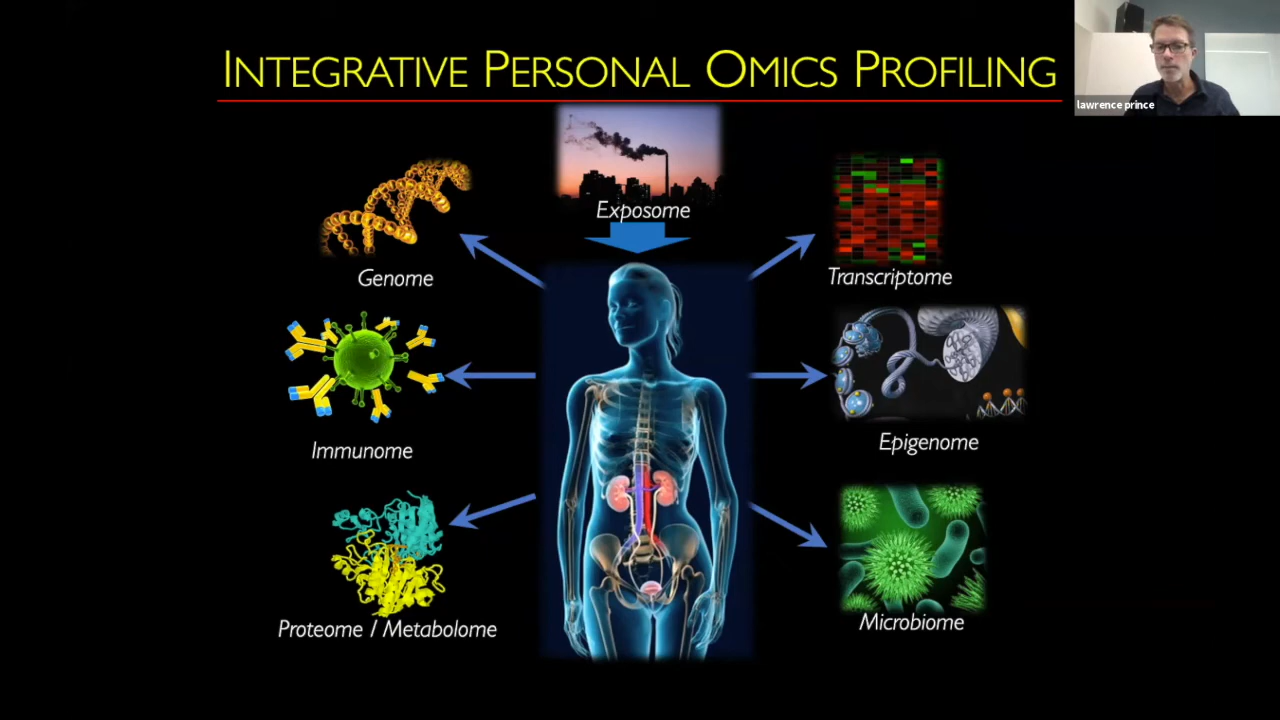 INTEGRATIVE PERSONAL OMICS PROFILING
lawrence prince
Exposome
Genome
Transcriptome
Immunome
Epigenome
Proteome / Metabolome
Microbiome